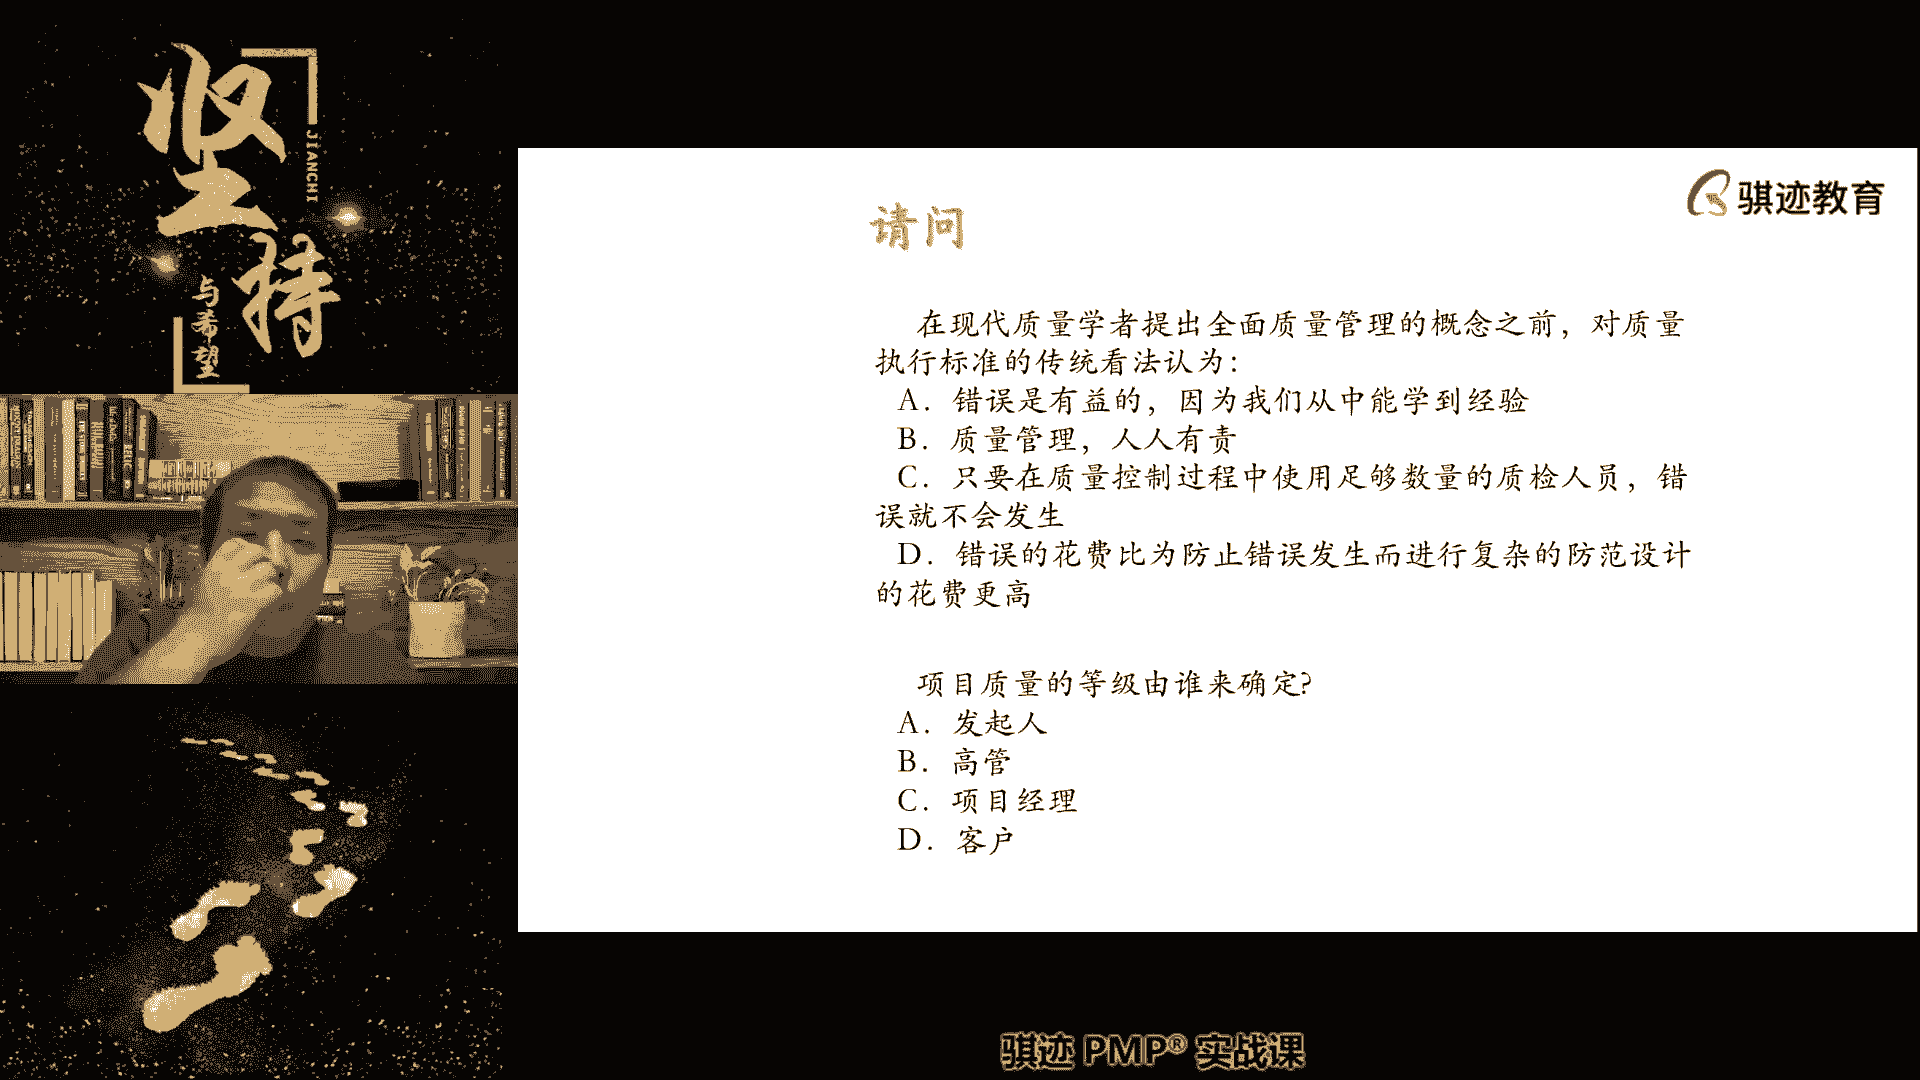 坚持
JIANCHI
与希望
骐迹教育
请问
在现代质量学者提出全面质量管理的概念之前，对质量
执行标准的传统看法认为：
A．错误是有益的，因为我们从中能学到经验
B．质量管理，人人有责
C．只要在质量控制过程中使用足够数量的质检人员，错
误就不会发生
D．错误的花费比为防止错误发生而进行复杂的防范设计
的花费更高
项目质量的等级由谁来确定?
A．发起人
B．高管
C．项目经理
D．客户
骐迹 PMP® 实战课